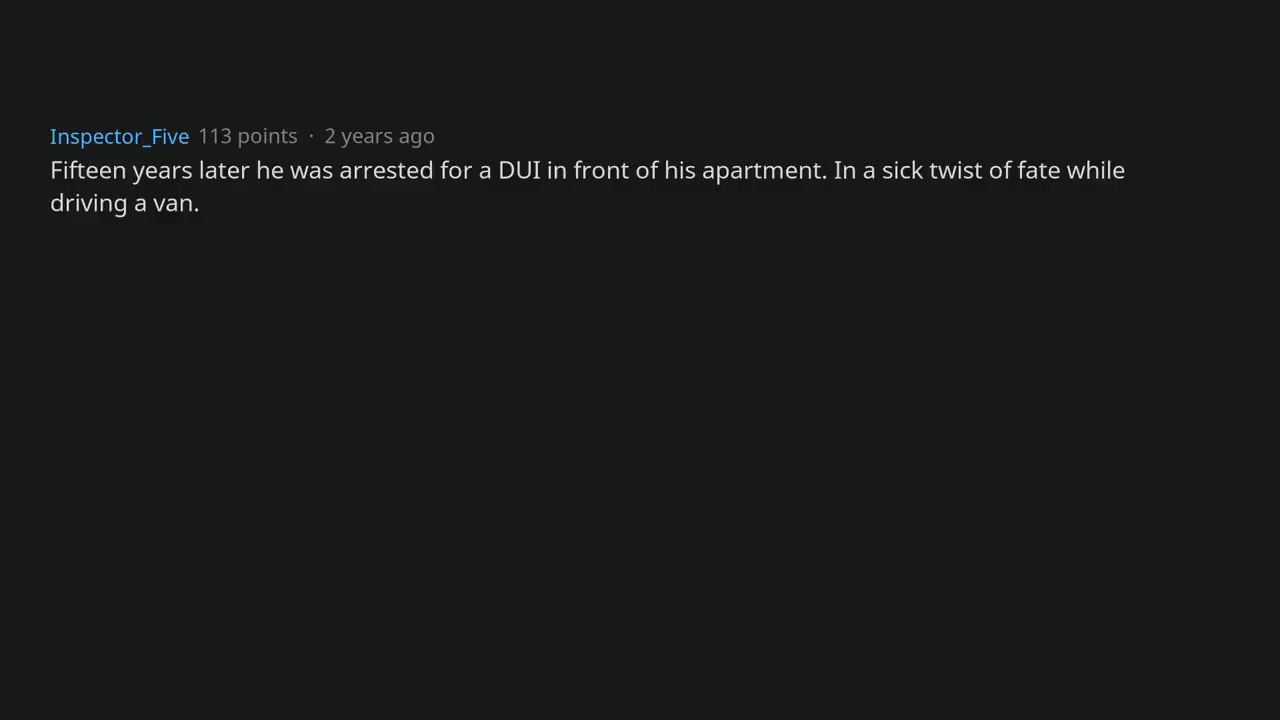 Inspector_Five 113 points · 2 years ago
Fifteen years later he was arrested for a DUI in front of his apartment. In a sick twist of fate while
driving a van.